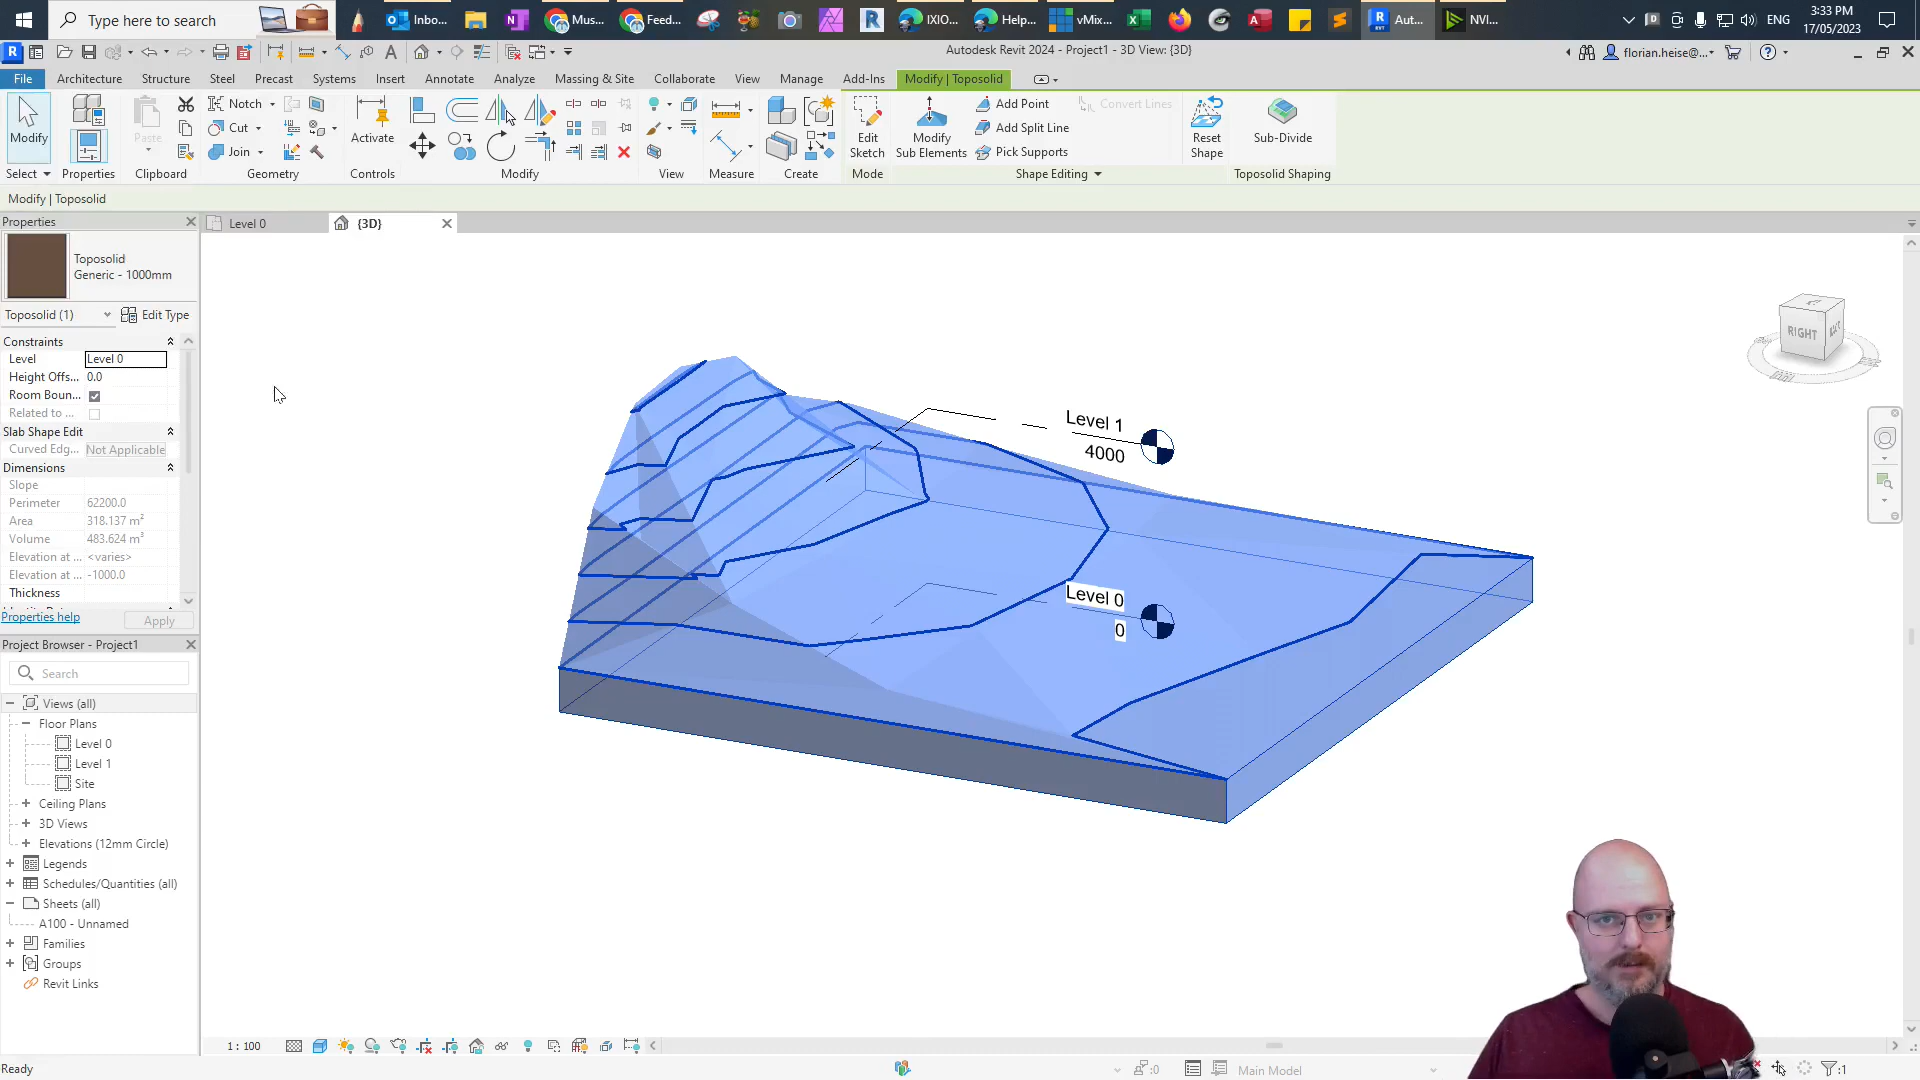 Type here to search
Inbo...
Mus...
Feed...
IXIO...
Help...
vMix...
Aut...
NVI...
ENG
3:33 PM
17/05/2023
Autodesk Revit 2024 - Project1 - 3D View: {3D}
florian.heise@...
File
Architecture
Structure
Steel
Precast
Systems
Insert
Annotate
Analyze
Massing & Site
Collaborate
View
Manage
Add-Ins
Modify | Toposolid
Modify
Properties
Paste
Notch
Cut
Join
Activate
Edit
Sketch
Modify
Sub Elements
Add Point
Add Split Line
Pick Supports
Convert Lines
Reset
Shape
Sub-Divide
Select
Properties
Clipboard
Geometry
Controls
Modify
View
Measure
Create
Mode
Shape Editing
Toposolid Shaping
Modify | Toposolid
Properties
Level 0
{3D}
Toposolid
Generic - 1000mm
Toposolid (1)
Edit Type
Constraints
Level
Level 0
Height Offs...
0.0
Room Boun...
Related to ...
Slab Shape Edit
Curved Edg...
Not Applicable
Dimensions
Slope
Perimeter
62200.0
Area
318.137 m²
Volume
483.624 m³
Elevation at ...
<varies>
Elevation at ...
-1000.0
Thickness
Properties help
Apply
Project Browser - Project1
Search
Views (all)
Floor Plans
Level 0
Level 1
Site
Ceiling Plans
3D Views
Elevations (12mm Circle)
Legends
Schedules/Quantities (all)
Sheets (all)
A100 - Unnamed
Families
Groups
Revit Links
Level 1
4000
Level 0
0
RIGHT
1 : 100
Ready
:0
Main Model
:1